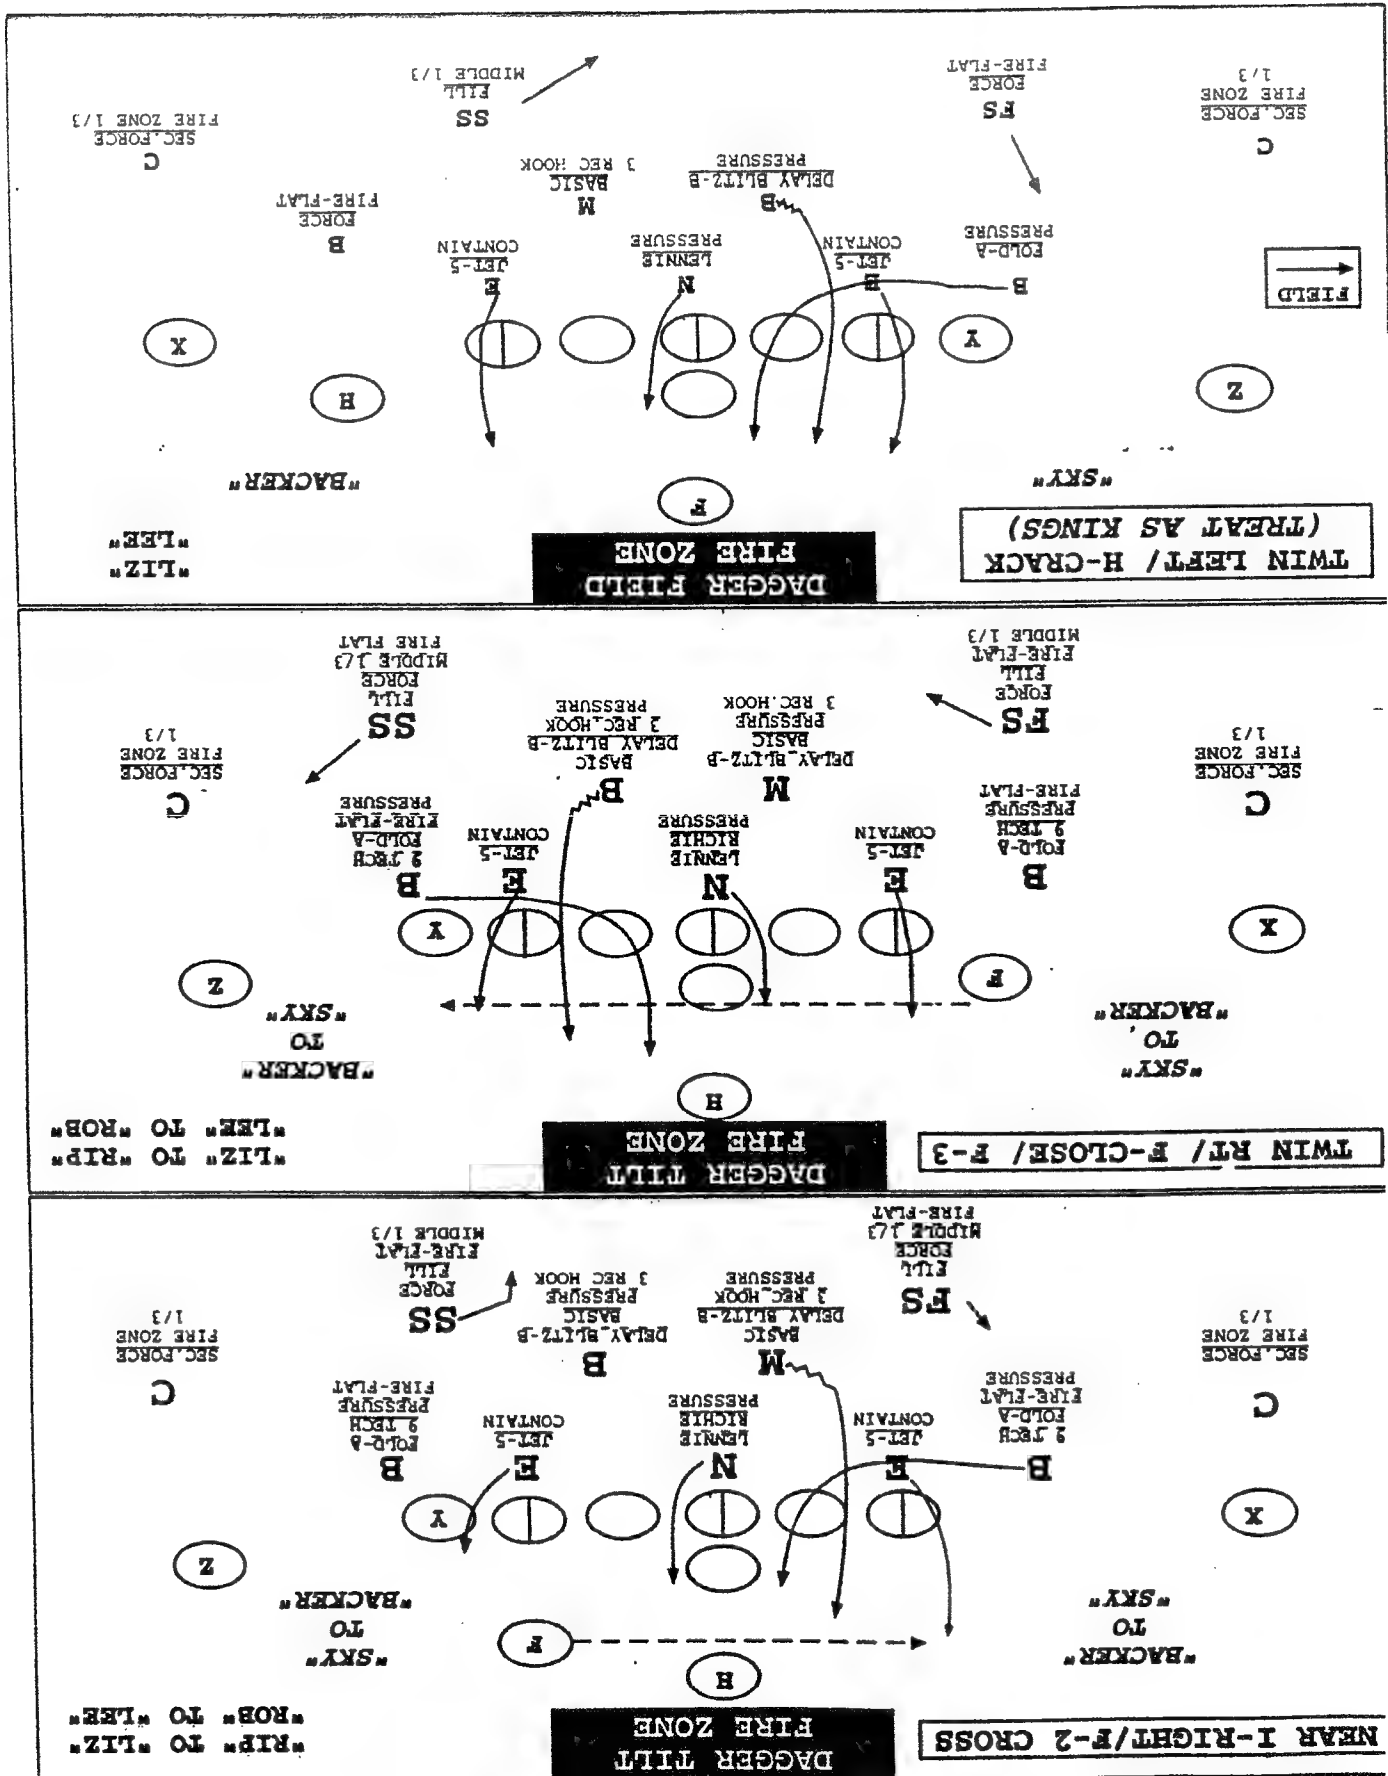 NEAR I-RIGHT/F-2 CROSS
DAGGER TILT
FIRE ZONE
"RIP" TO "LIZ"
"ROB" TO "LEE"
"BACKER"
TO
"SKY"
H
F
"SKY"
TO
"BACKER"
Z
X
Y
B
9 TECH
FOLD-A
FIRE-FLAT
PRESSURE
E
JET-5
CONTAIN
N
LENNIE
RICHIE
PRESSURE
E
JET-5
CONTAIN
B
FOLD-A
9 TECH
PRESSURE
FIRE-FLAT
C
SEC.FORCE
FIRE ZONE
1/3
FS
FILL
FORCE
MIDDLE 1/3
FIRE-FLAT
M
BASIC
DELAY BLITZ-B
3 REC HOOK
PRESSURE
B
DELAY BLITZ-B
BASIC
PRESSURE
3 REC HOOK
SS
FORCE
FILL
FIRE-FLAT
MIDDLE 1/3
C
SEC.FORCE
FIRE ZONE
1/3
TWIN RT/ F-CLOSE/ F-3
DAGGER TILT
FIRE ZONE
"LIZ" TO "RIP"
"LEE" TO "ROB"
H
"SKY"
TO
"BACKER"
"BACKER"
TO
"SKY"
F
Z
X
Y
B
FOLD-A
9 TECH
PRESSURE
FIRE-FLAT
E
JET-5
CONTAIN
N
LENNIE
RICHIE
PRESSURE
E
JET-5
CONTAIN
B
9 TECH
FOLD-A
FIRE-FLAT
PRESSURE
C
SEC.FORCE
FIRE ZONE
1/3
FS
FORCE
FILL
FIRE-FLAT
MIDDLE 1/3
M
DELAY BLITZ-B
BASIC
PRESSURE
3 REC.HOOK
B
BASIC
DELAY BLITZ-B
3 REC HOOK
PRESSURE
SS
FILL
FORCE
MIDDLE 1/3
FIRE FLAT
C
SEC.FORCE
FIRE ZONE
1/3
TWIN LEFT/ H-CRACK
(TREAT AS KINGS)
DAGGER FIELD
FIRE ZONE
"LIZ"
"LEE"
"SKY"
F
"BACKER"
Z
H
Y
X
FIELD
B
FOLD-A
PRESSURE
E
JET-5
CONTAIN
N
LENNIE
PRESSURE
E
JET-5
CONTAIN
B
FORCE
FIRE-FLAT
B
DELAY BLITZ-B
PRESSURE
M
BASIC
3 REC HOOK
C
SEC.FORCE
FIRE ZONE
1/3
FS
FORCE
FIRE-FLAT
SS
FILL
MIDDLE 1/3
C
SEC.FORCE
FIRE ZONE 1/3